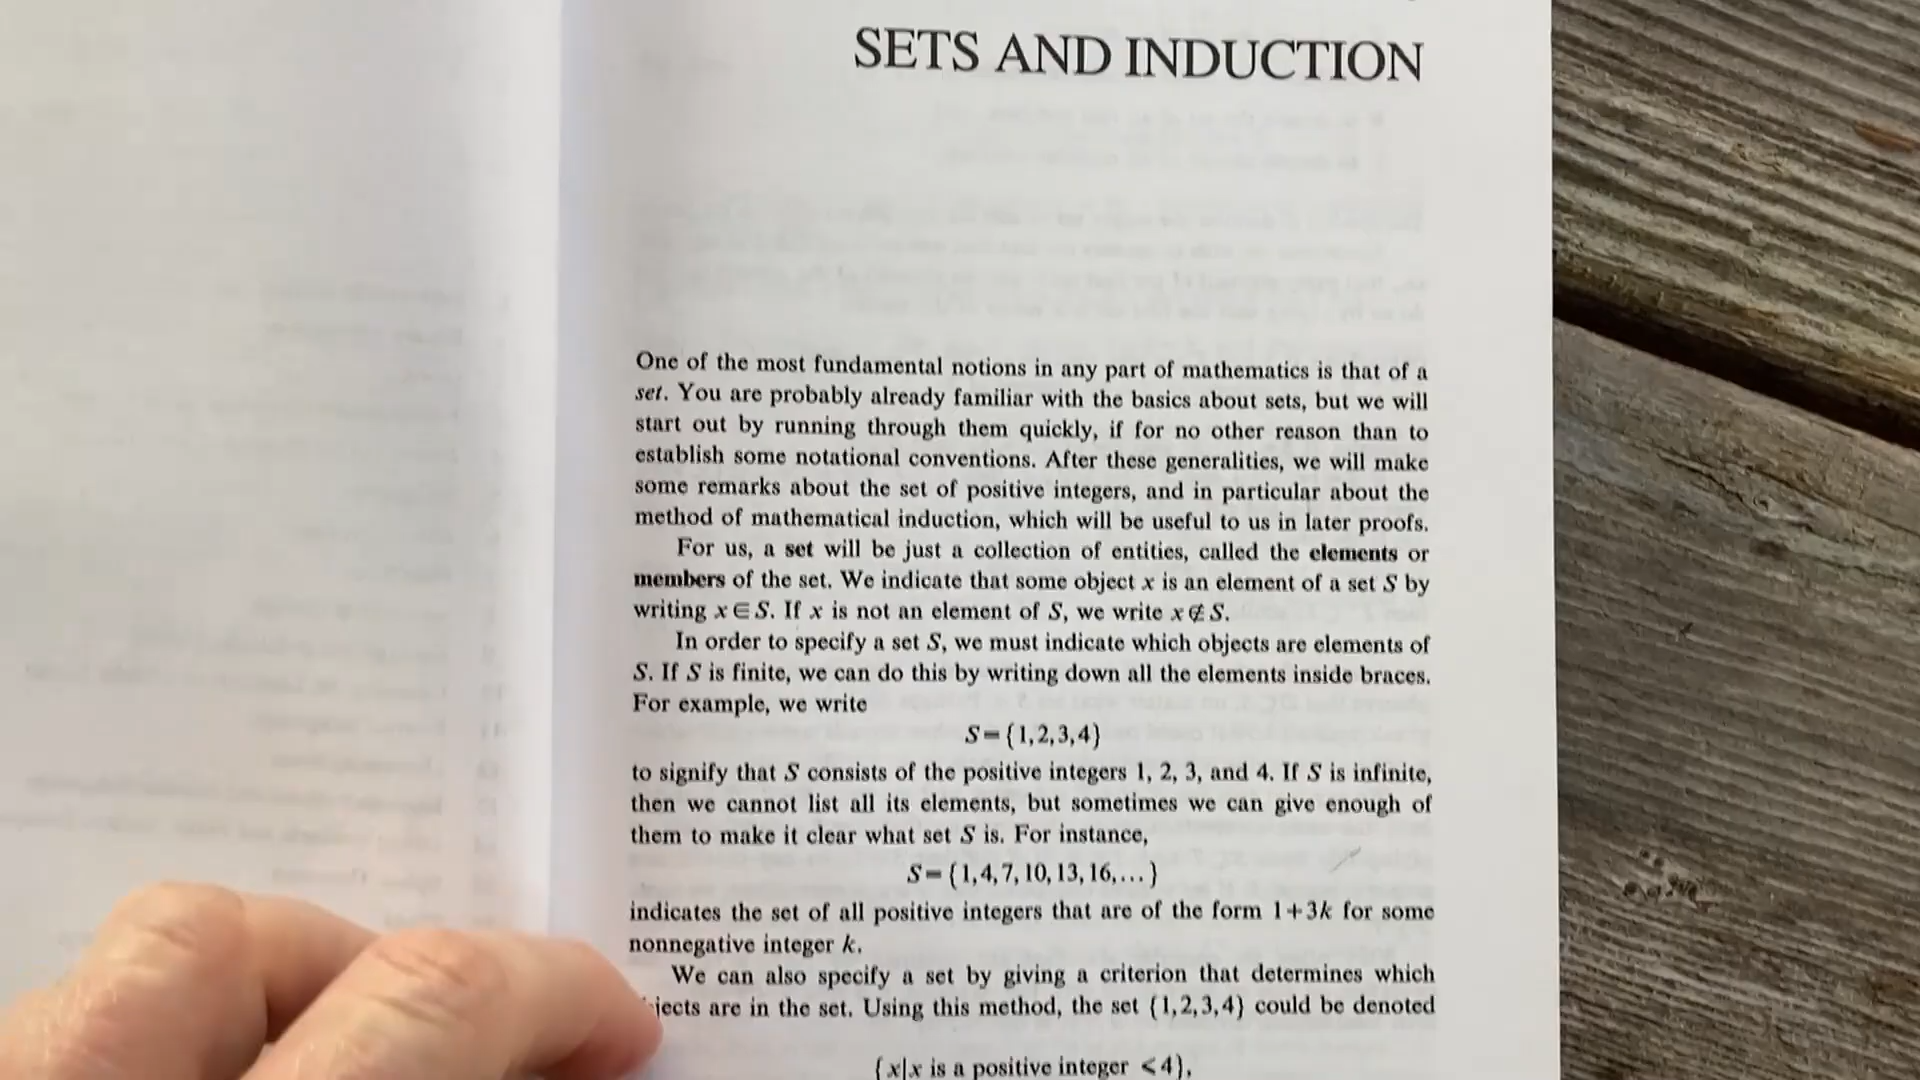 SETS AND INDUCTION
One of the most fundamental notions in any part of mathematics is that of a
set. You are probably already familiar with the basics about sets, but we will
start out by running through them quickly, if for no other reason than to
establish some notational conventions. After these generalities, we will make
some remarks about the set of positive integers, and in particular about the
method of mathematical induction, which will be useful to us in later proofs.
For us, a set will be just a collection of entities, called the elements or
members of the set. We indicate that some object x is an element of a set S by
writing x∈S. If x is not an element of S, we write x∉S.
In order to specify a set S, we must indicate which objects are elements of
S. If S is finite, we can do this by writing down all the elements inside braces.
For example, we write
S={1,2,3,4}
to signify that S consists of the positive integers 1, 2, 3, and 4. If S is infinite,
then we cannot list all its elements, but sometimes we can give enough of
them to make it clear what set S is. For instance,
S={1,4,7,10,13,16,...}
indicates the set of all positive integers that are of the form 1+3k for some
nonnegative integer k.
We can also specify a set by giving a criterion that determines which
jects are in the set. Using this method, the set {1,2,3,4} could be denoted
{x|x is a positive integer <4},